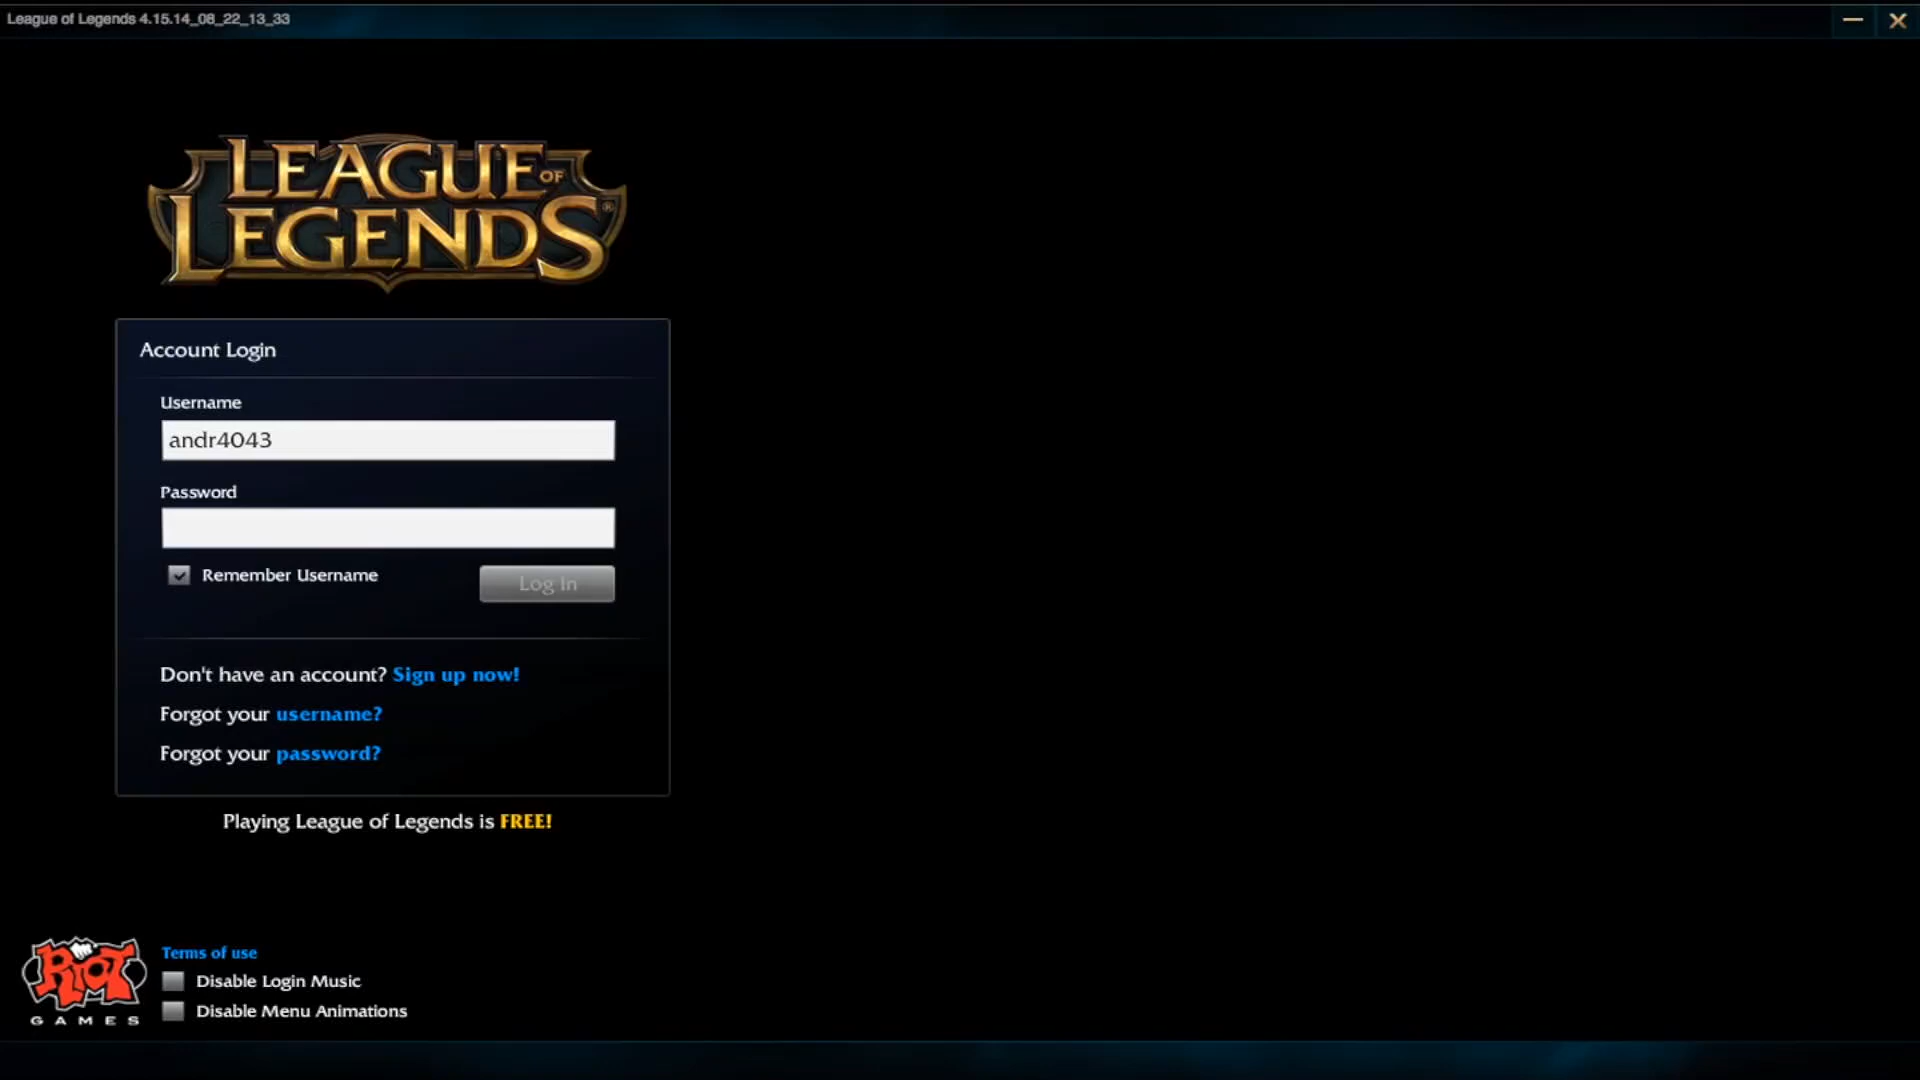 League of Legends 4.15.14_08_22_13_33
LEAGUE OF
LEGENDS®
Account Login
Username
andr4043
Password
Remember Username
Log In
Don't have an account? Sign up now!
Forgot your username?
Forgot your password?
Playing League of Legends is FREE!
RIOT
GAMES
Terms of use
Disable Login Music
Disable Menu Animations